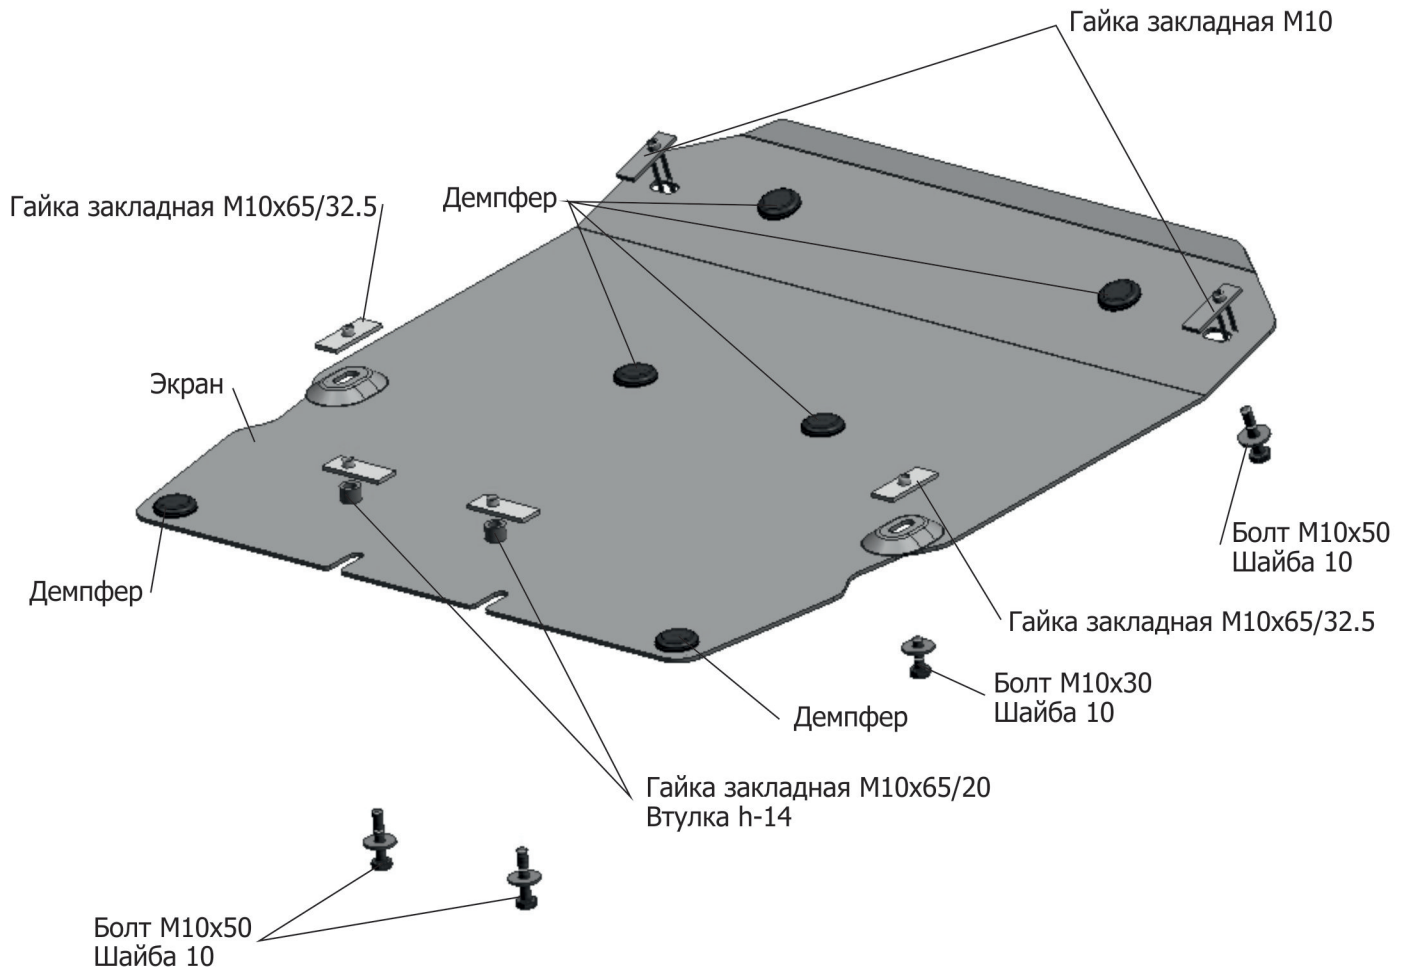 Гайка закладная М10
Демпфер
Гайка закладная М10х65/32.5
Экран
Болт М10х50
Шайба 10
Демпфер
Гайка закладная М10х65/32.5
Болт М10х30
Шайба 10
Демпфер
Гайка закладная М10х65/20
Втулка h-14
Болт М10х50
Шайба 10